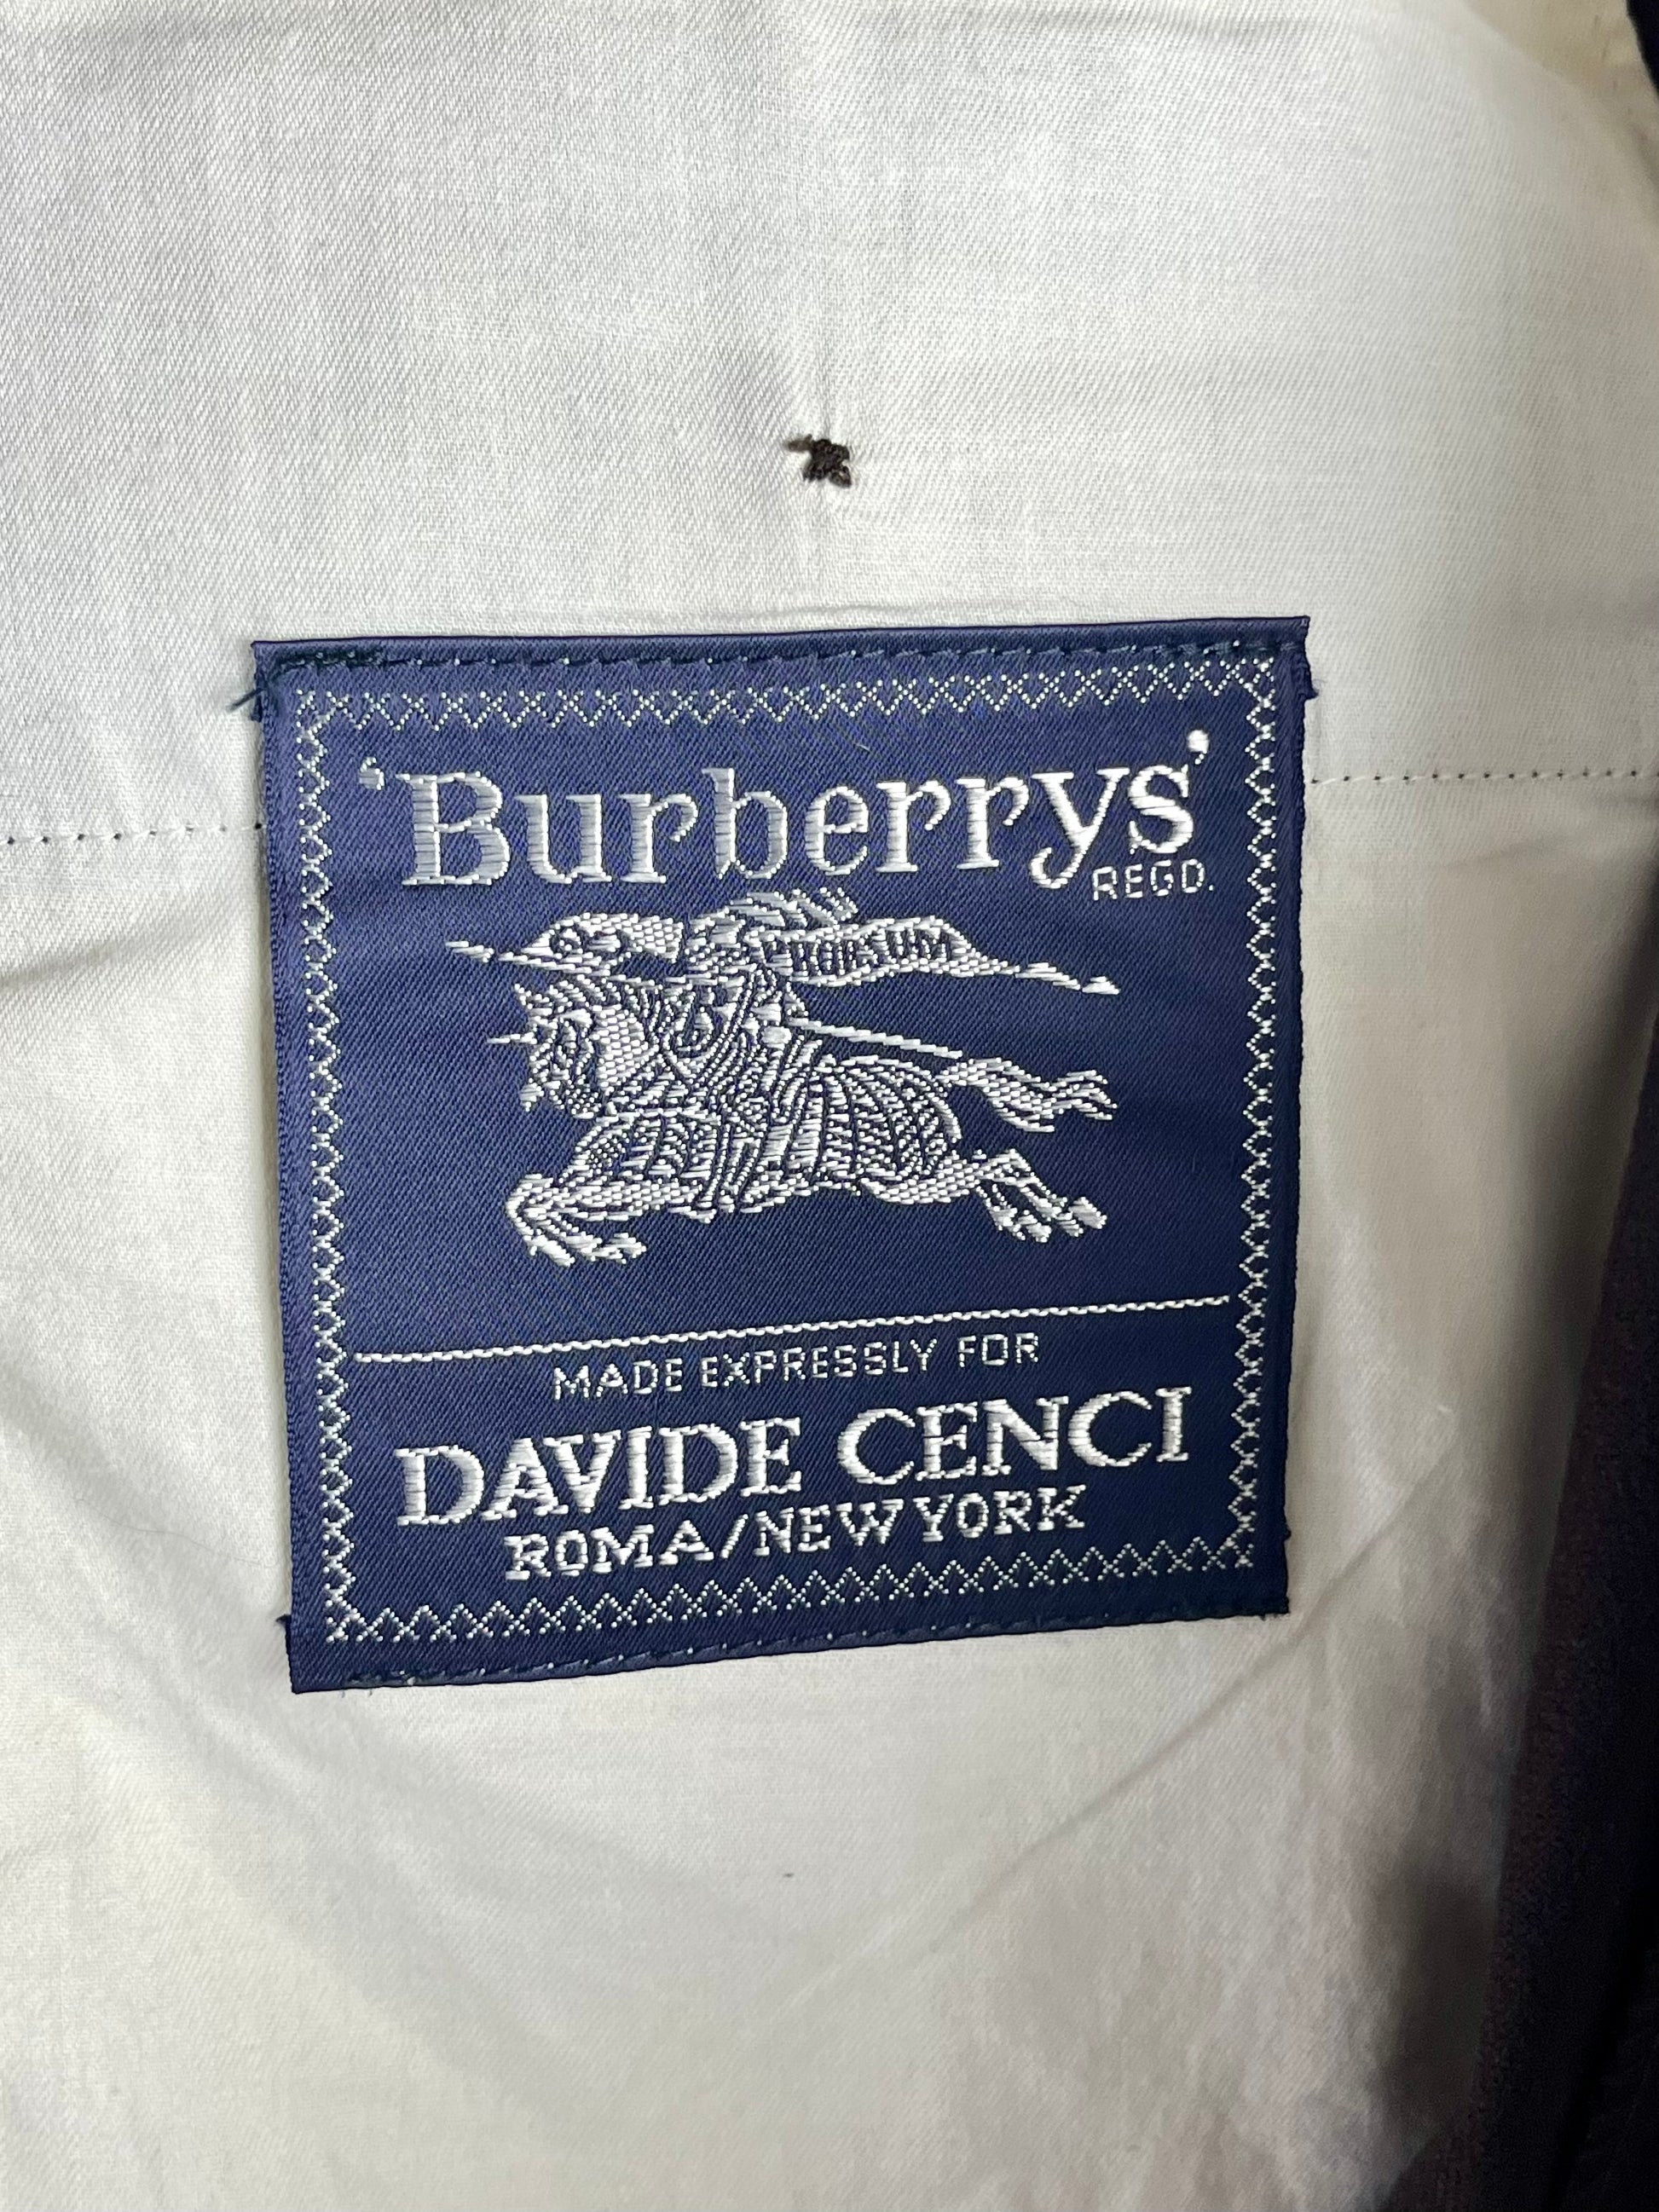 ‘Burberrys’
REGD.
PRORSUM
MADE EXPRESSLY FOR
DAVIDE CENCI
ROMA/NEW YORK